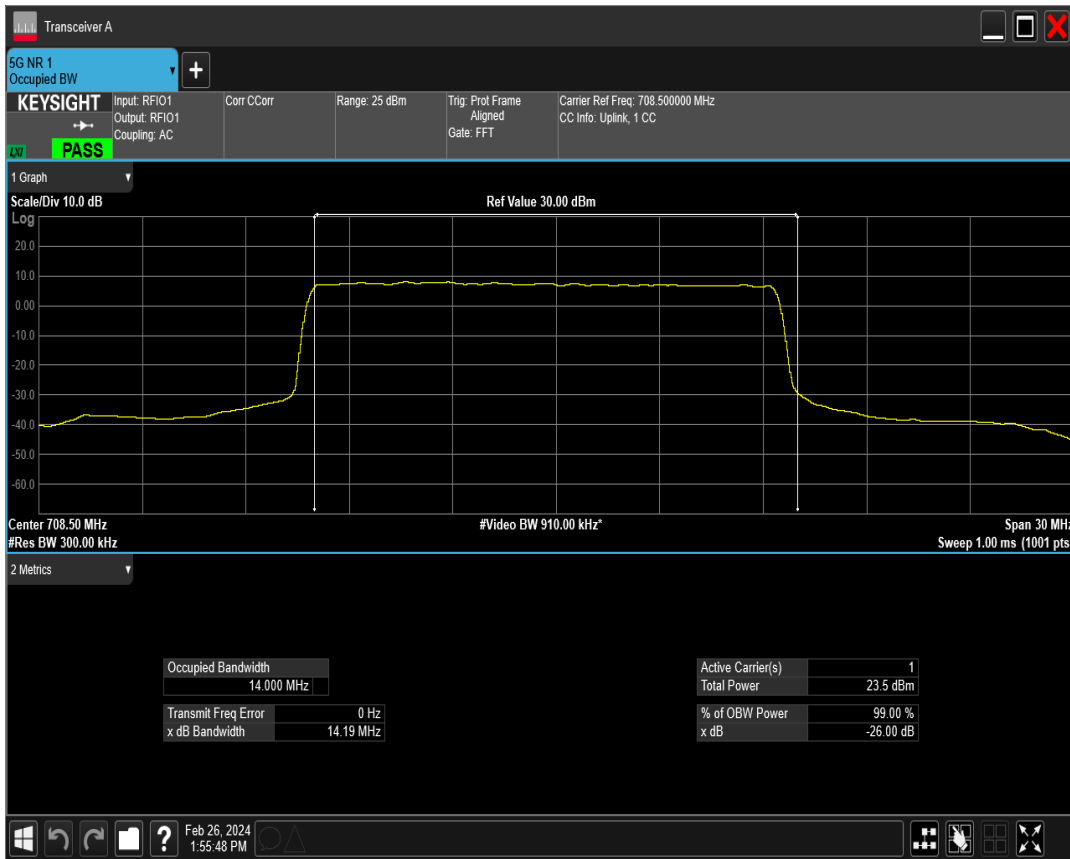 Transceiver A
5G NR 1
Occupied BW
+
KEYSIGHT
LXI
PASS
Input: RFIO1
Output: RFIO1
Coupling: AC
Corr CCorr
Range: 25 dBm
Trig: Prot Frame
Aligned
Gate: FFT
Carrier Ref Freq: 708.500000 MHz
CC Info: Uplink, 1 CC
1 Graph
Scale/Div 10.0 dB
Ref Value 30.00 dBm
Log
20.0
10.0
0.00
-10.0
-20.0
-30.0
-40.0
-50.0
-60.0
Center 708.50 MHz
#Video BW 910.00 kHz*
Span 30 MHz
#Res BW 300.00 kHz
Sweep 1.00 ms (1001 pts
2 Metrics
Occupied Bandwidth
14.000 MHz
Transmit Freq Error 0 Hz
x dB Bandwidth 14.19 MHz
Active Carrier(s) 1
Total Power 23.5 dBm
% of OBW Power 99.00 %
x dB -26.00 dB
?
Feb 26, 2024
1:55:48 PM